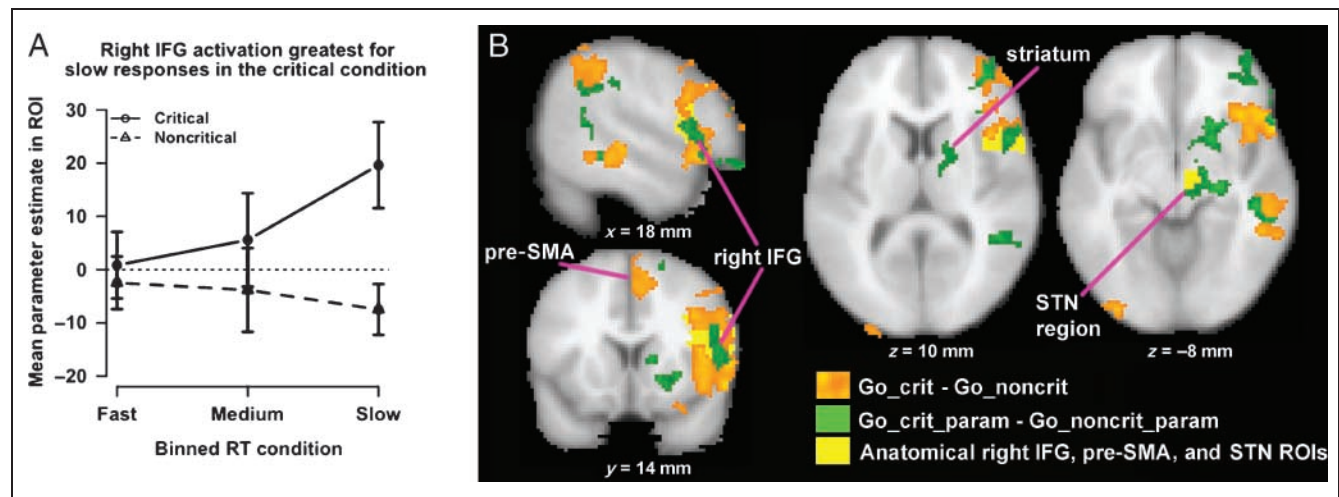 A
Right IFG activation greatest for
slow responses in the critical condition
Mean parameter estimate in ROI
30
20
10
0
−10
−20
Critical
Noncritical
Fast Medium Slow
Binned RT condition
B
striatum
x = 18 mm
pre-SMA
right IFG
STN
region
y = 14 mm
z = 10 mm
z = −8 mm
Go_crit - Go_noncrit
Go_crit_param - Go_noncrit_param
Anatomical right IFG, pre-SMA, and STN ROIs